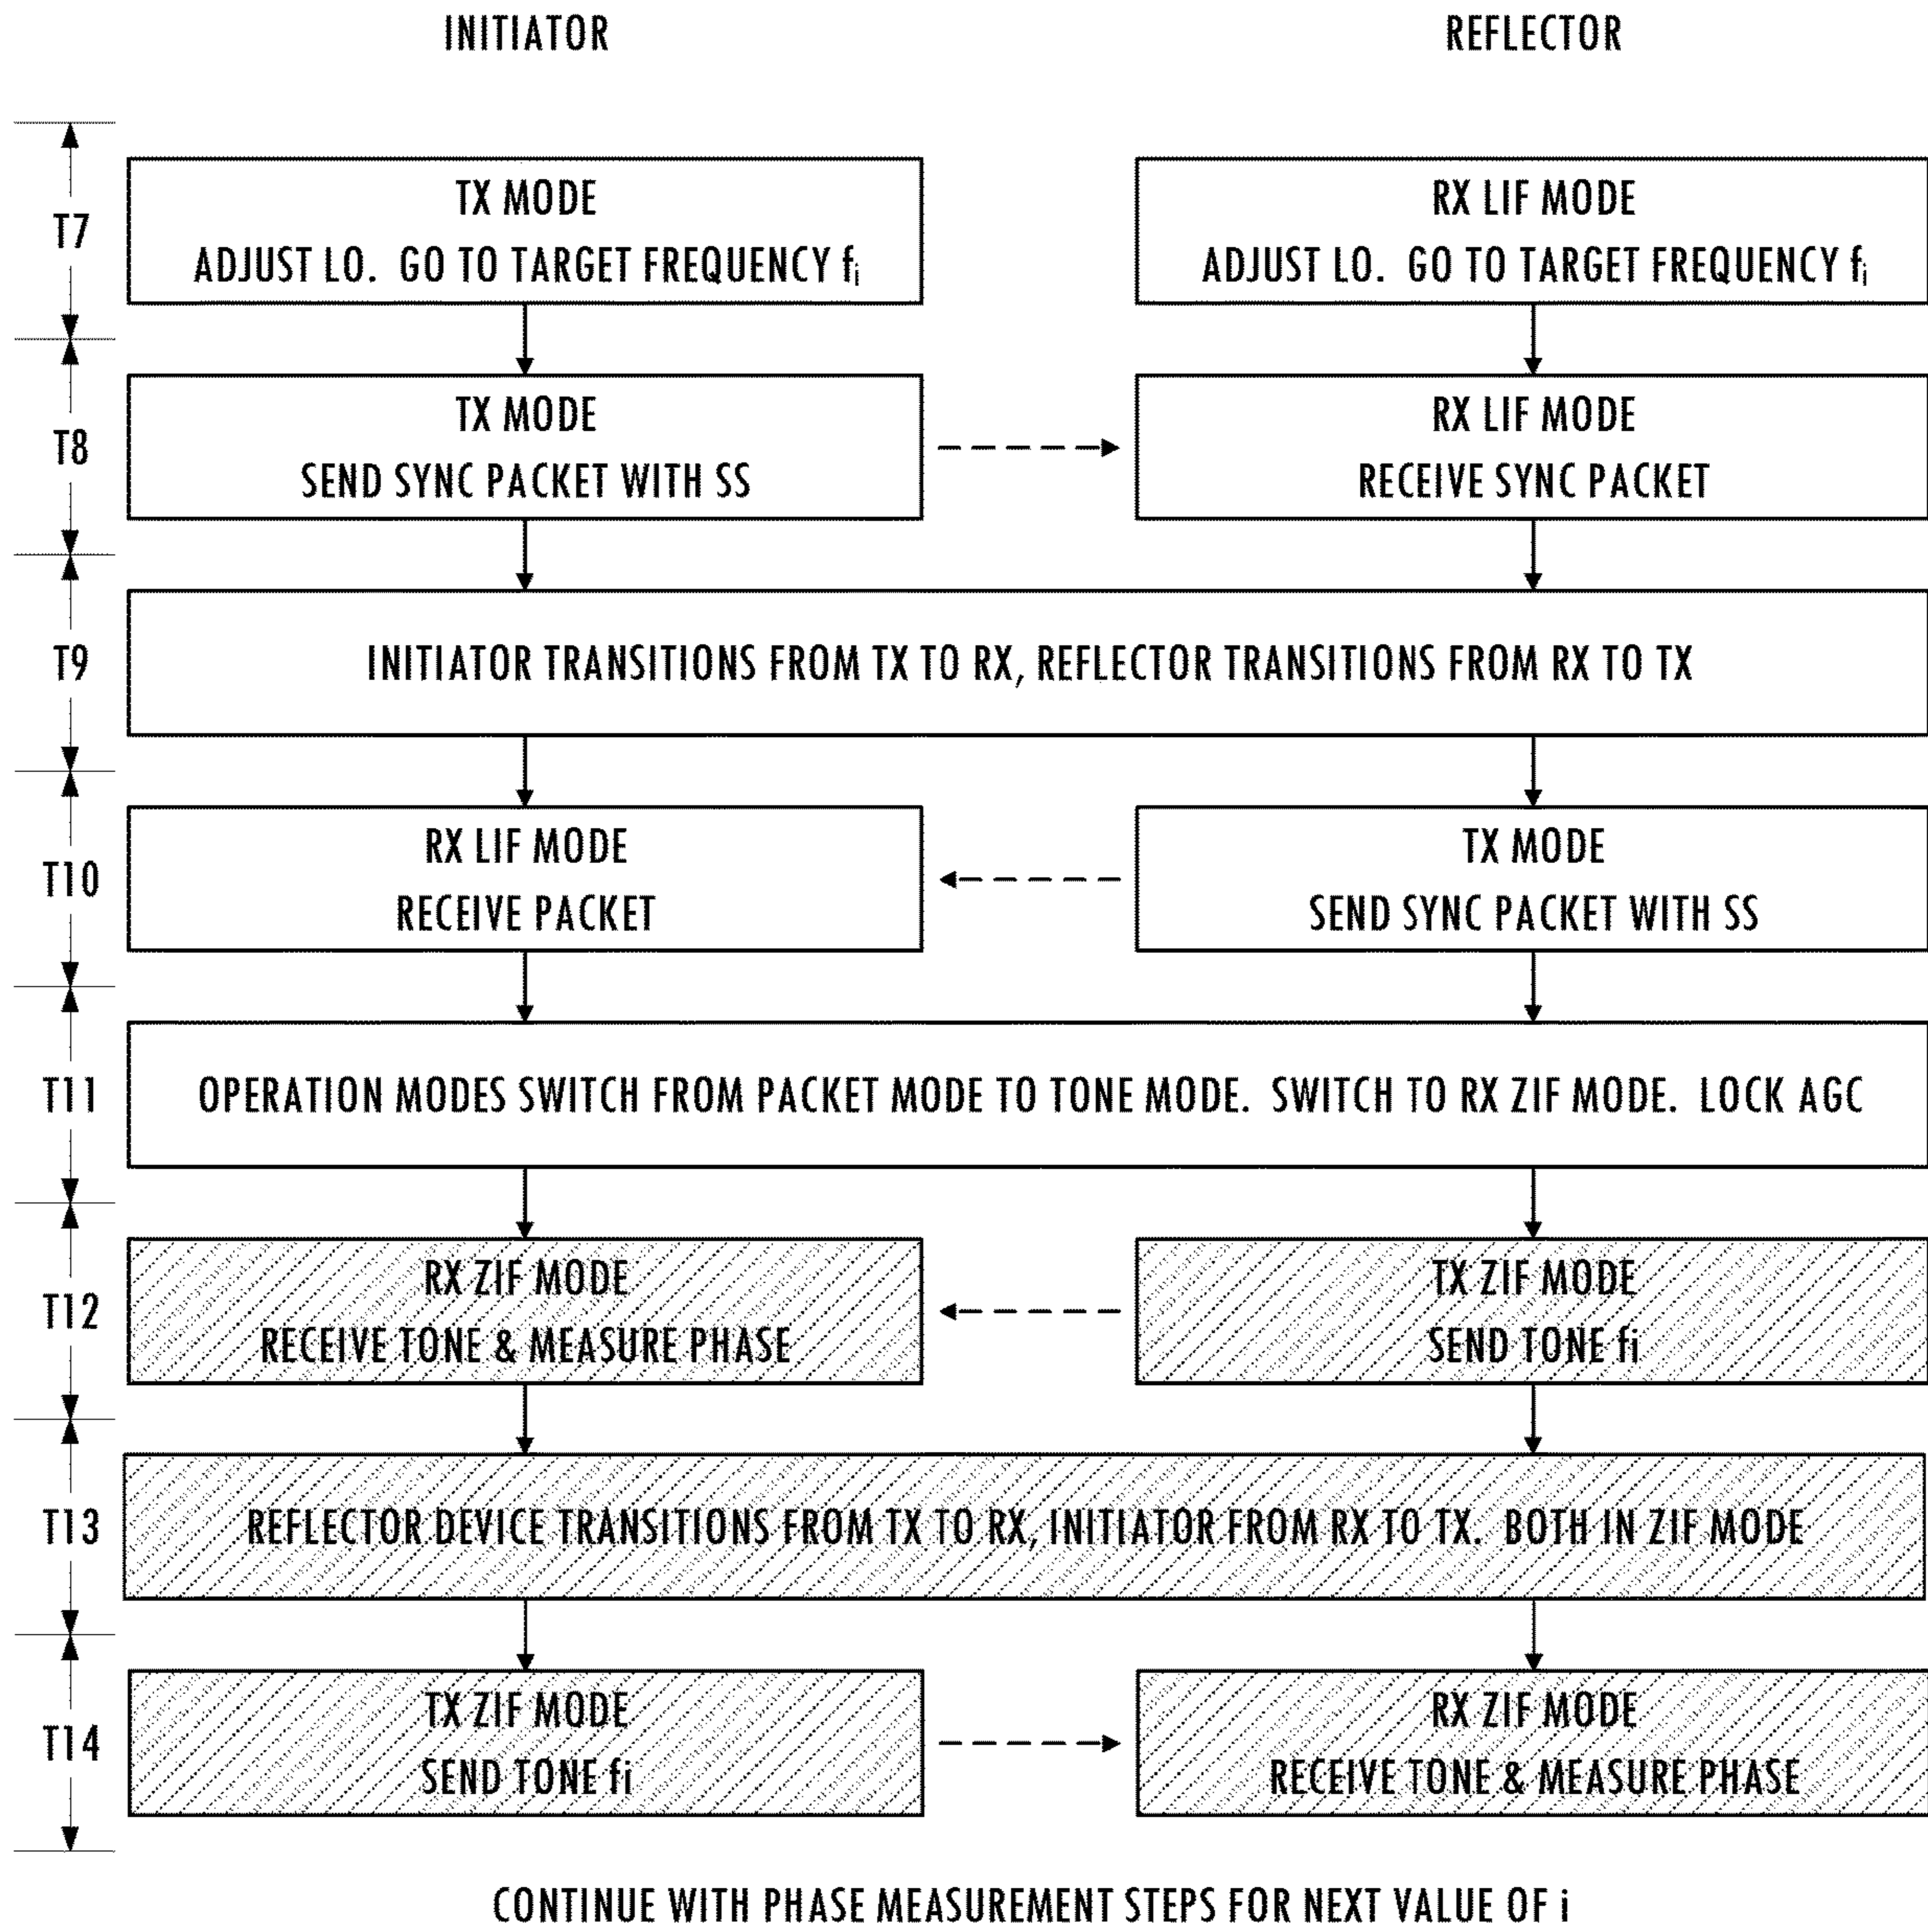 INITIATOR REFLECTOR
T7
TX MODE
ADJUST LO. GO TO TARGET FREQUENCY fi
RX LIF MODE
ADJUST LO. GO TO TARGET FREQUENCY fi
T8
TX MODE
SEND SYNC PACKET WITH SS
RX LIF MODE
RECEIVE SYNC PACKET
T9
INITIATOR TRANSITIONS FROM TX TO RX, REFLECTOR TRANSITIONS FROM RX TO TX
T10
RX LIF MODE
RECEIVE PACKET
TX MODE
SEND SYNC PACKET WITH SS
T11
OPERATION MODES SWITCH FROM PACKET MODE TO TONE MODE. SWITCH TO RX ZIF MODE. LOCK AGC
T12
RX ZIF MODE
RECEIVE TONE & MEASURE PHASE
TX ZIF MODE
SEND TONE fi
T13
REFLECTOR DEVICE TRANSITIONS FROM TX TO RX, INITIATOR FROM RX TO TX. BOTH IN ZIF MODE
T14
TX ZIF MODE
SEND TONE fi
RX ZIF MODE
RECEIVE TONE & MEASURE PHASE
CONTINUE WITH PHASE MEASUREMENT STEPS FOR NEXT VALUE OF i